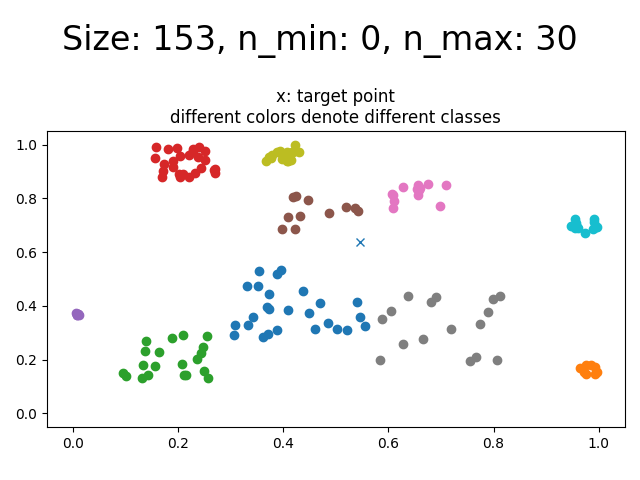 Size: 153, n_min: 0, n_max: 30
x: target point
different colors denote different classes
1.0
0.8
0.6
0.4
0.2
0.0
0.0 0.2 0.4 0.6 0.8 1.0